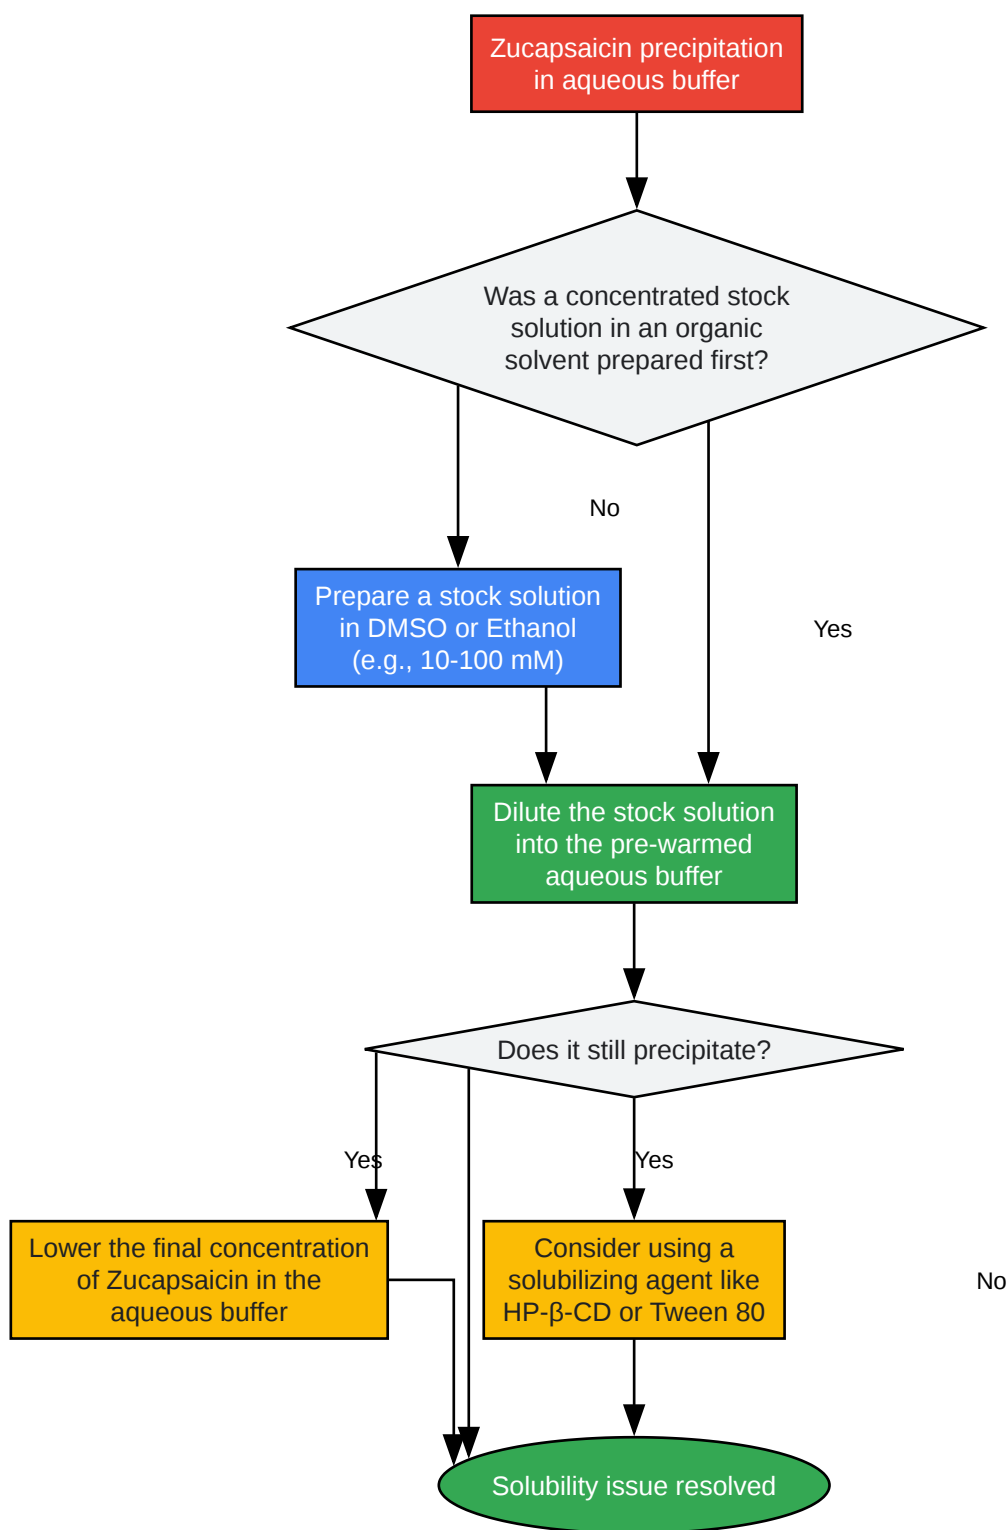 Zucapsaicin precipitation
in aqueous buffer
Was a concentrated stock
solution in an organic
solvent prepared first?
No
Prepare a stock solution
in DMSO or Ethanol
(e.g., 10-100 mM)
Yes
Dilute the stock solution
into the pre-warmed
aqueous buffer
Does it still precipitate?
Yes
Yes
Lower the final concentration
of Zucapsaicin in the
aqueous buffer
Consider using a
solubilizing agent like
HP-β-CD or Tween 80
No
Solubility issue resolved